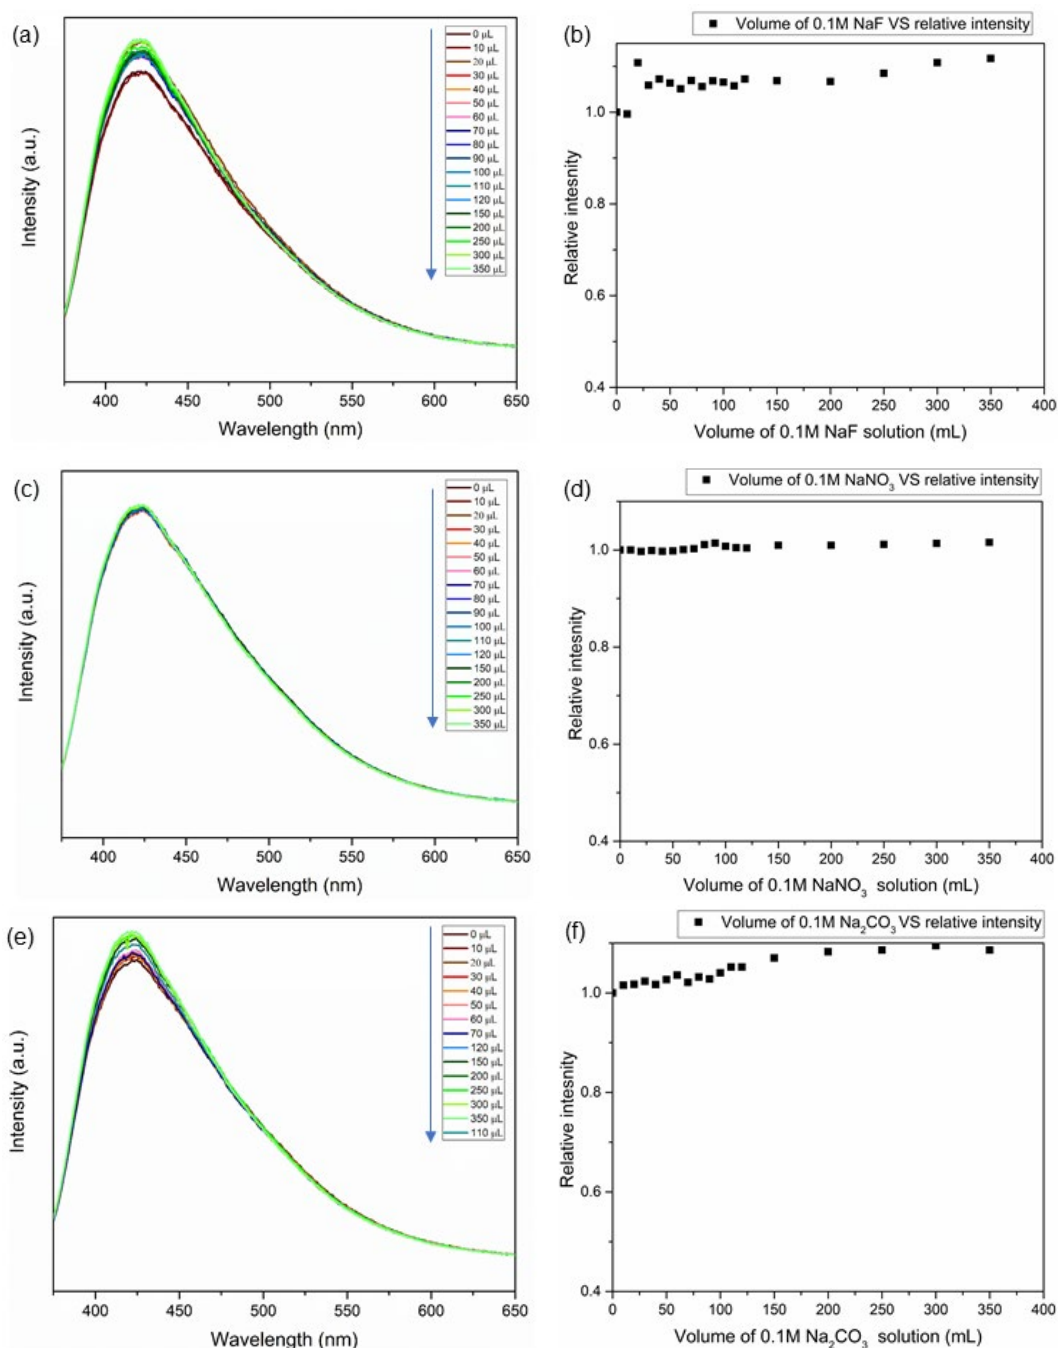 (a)
0 μL
10 μL
20 μL
30 μL
40 μL
50 μL
60 μL
70 μL
80 μL
90 μL
100 μL
110 μL
120 μL
150 μL
200 μL
250 μL
300 μL
350 μL
Intensity (a.u.)
400 450 500 550 600 650
Wavelength (nm)
(b)
Volume of 0.1M NaF VS relative intensity
Relative intesnity
1.0
0.8
0.6
0.4
0 50 100 150 200 250 300 350 400
Volume of 0.1M NaF solution (mL)
(c)
0 μL
10 μL
20 μL
30 μL
40 μL
50 μL
60 μL
70 μL
80 μL
90 μL
100 μL
110 μL
120 μL
150 μL
200 μL
250 μL
300 μL
350 μL
Intensity (a.u.)
400 450 500 550 600 650
Wavelength (nm)
(d)
Volume of 0.1M NaNO₃ VS relative intensity
Relative intesnity
1.0
0.8
0.6
0.4
0 50 100 150 200 250 300 350 400
Volume of 0.1M NaNO₃ solution (mL)
(e)
0 μL
10 μL
20 μL
30 μL
40 μL
50 μL
60 μL
70 μL
120 μL
150 μL
200 μL
250 μL
300 μL
350 μL
110 μL
Intensity (a.u.)
400 450 500 550 600 650
Wavelength (nm)
(f)
Volume of 0.1M Na₂CO₃ VS relative intensity
Relative intesnity
1.0
0.8
0.6
0.4
0 50 100 150 200 250 300 350 400
Volume of 0.1M Na₂CO₃ solution (mL)